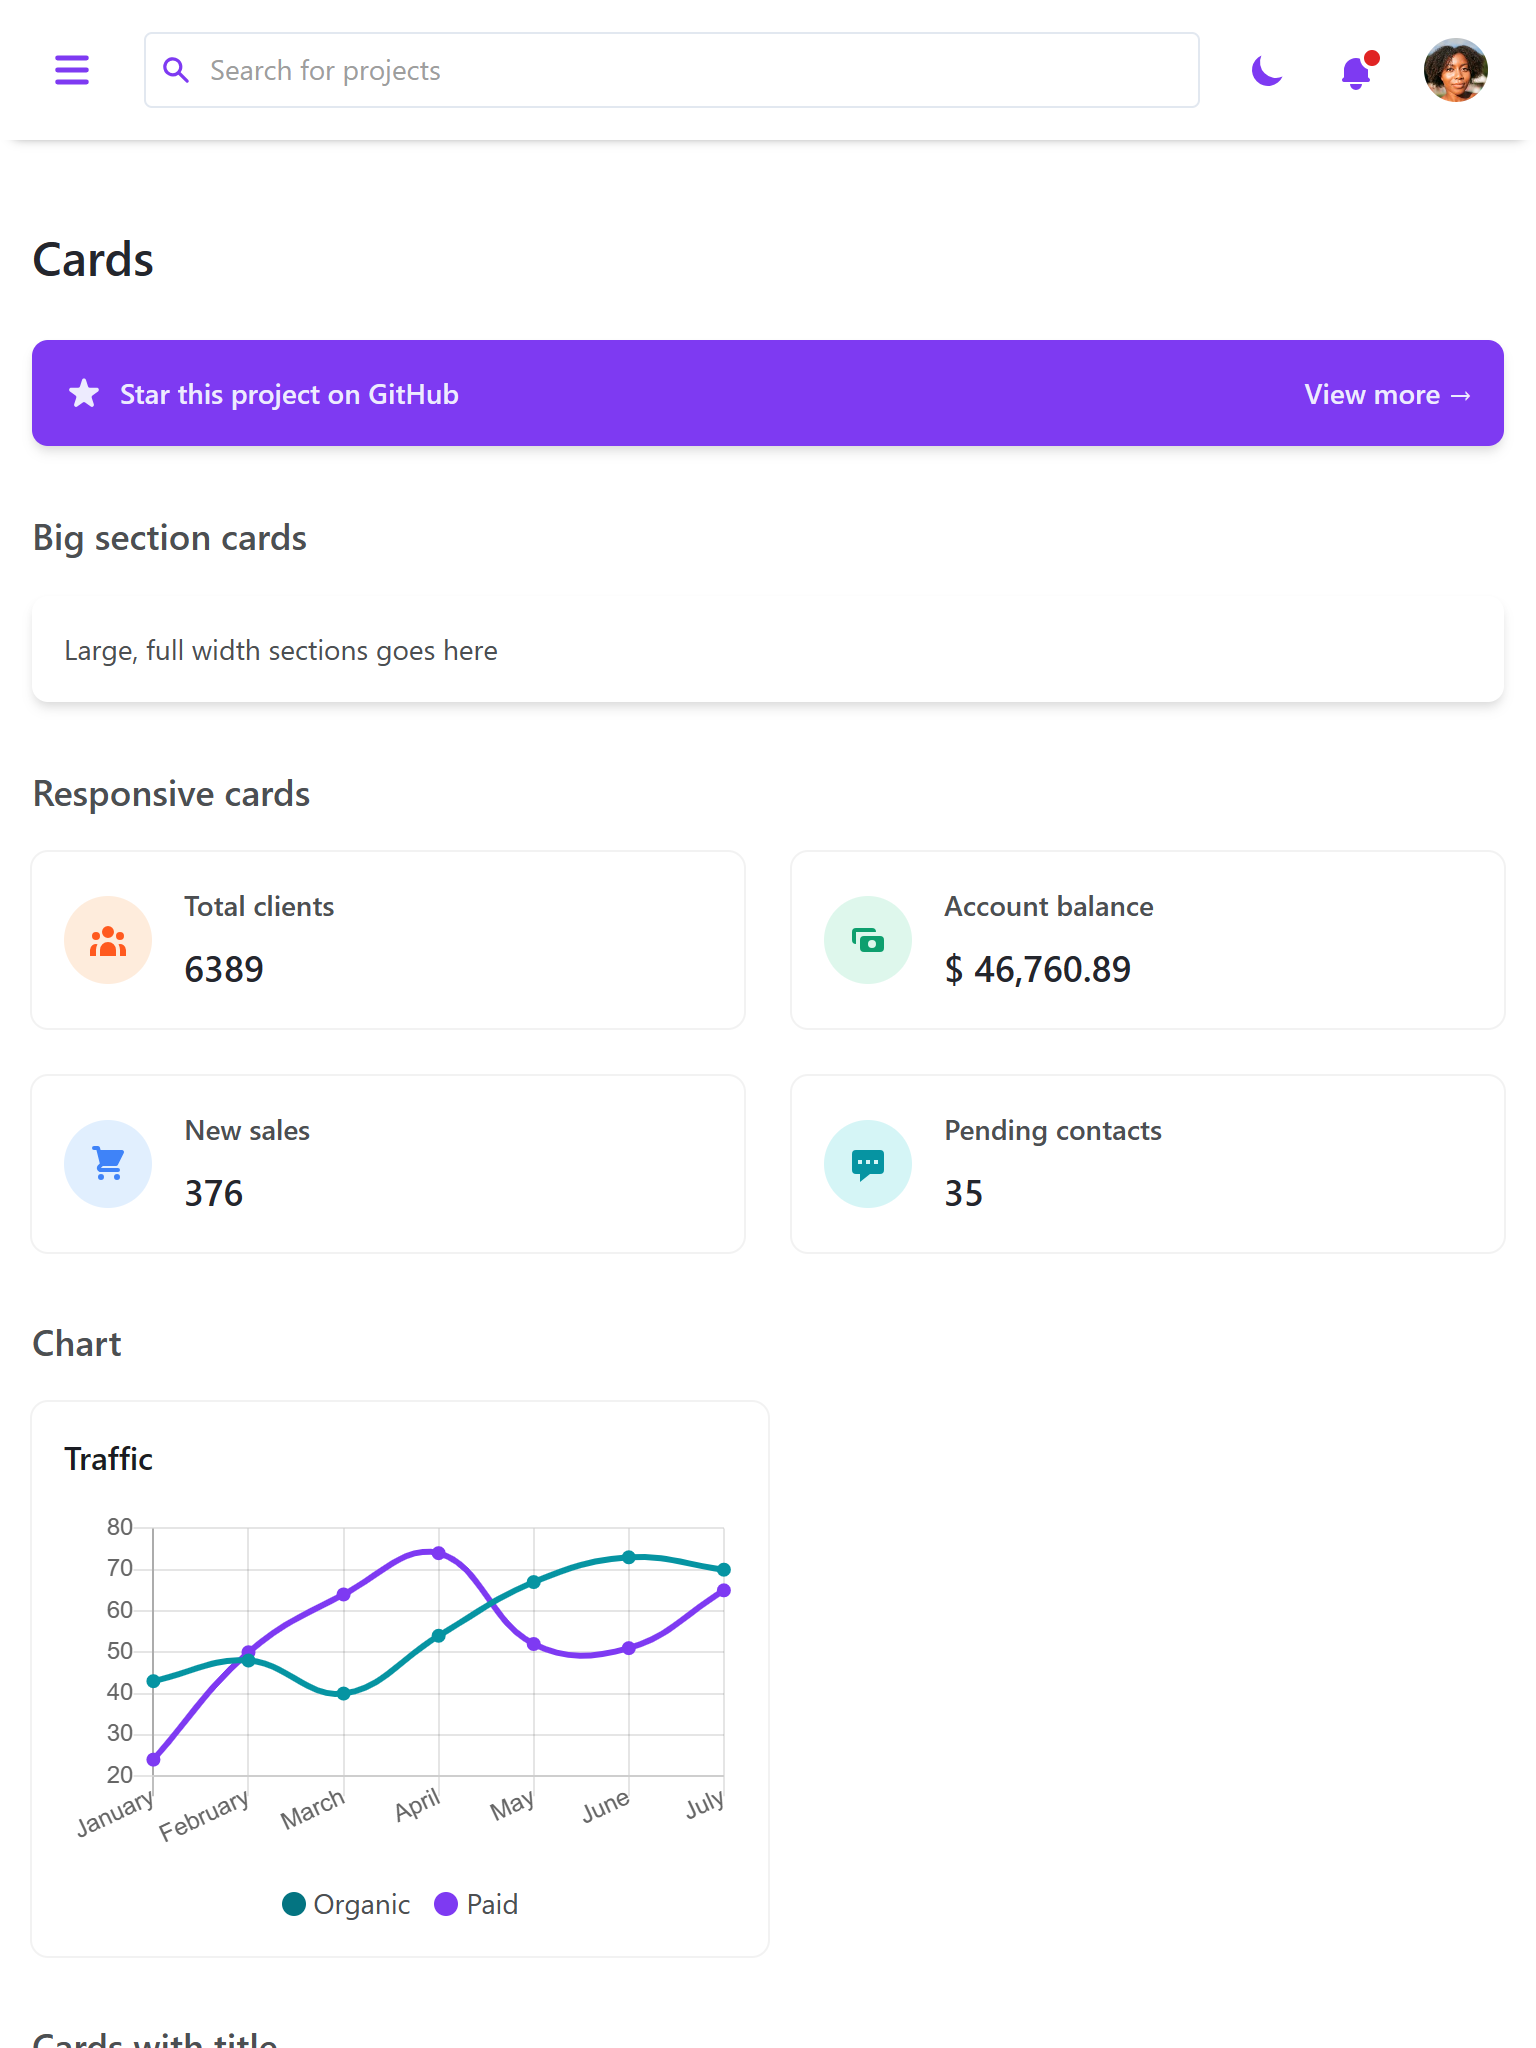 Search for projects
Cards
Star this project on GitHub
View more →
Big section cards
Large, full width sections goes here
Responsive cards
Total clients
6389
Account balance
$ 46,760.89
New sales
376
Pending contacts
35
Chart
Traffic
80
70
60
50
40
30
20
January February March April May June July
Organic Paid
Cards with title